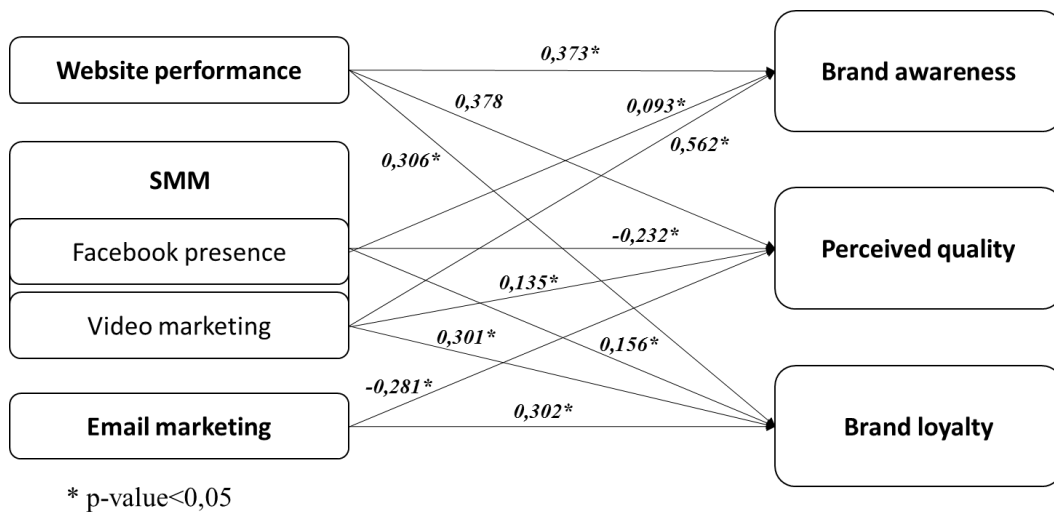 Website performance
0,373*
Brand awareness
0,378
0,093*
0,562*
0,306*
SMM
Facebook presence
-0,232*
Perceived quality
0,135*
Video marketing
0,301*
0,156*
-0,281*
Email marketing
0,302*
Brand loyalty
* p-value<0,05